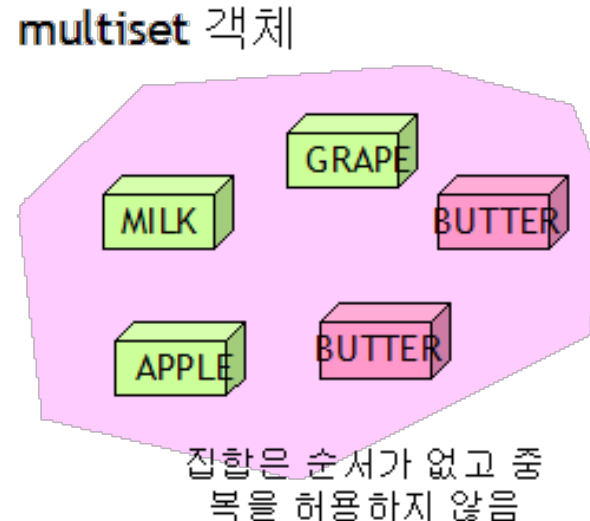 multiset 객체
GRAPE
MILK
BUTTER
APPLE
BUTTER
집합은 순서가 없고 중
복을 허용하지 않음